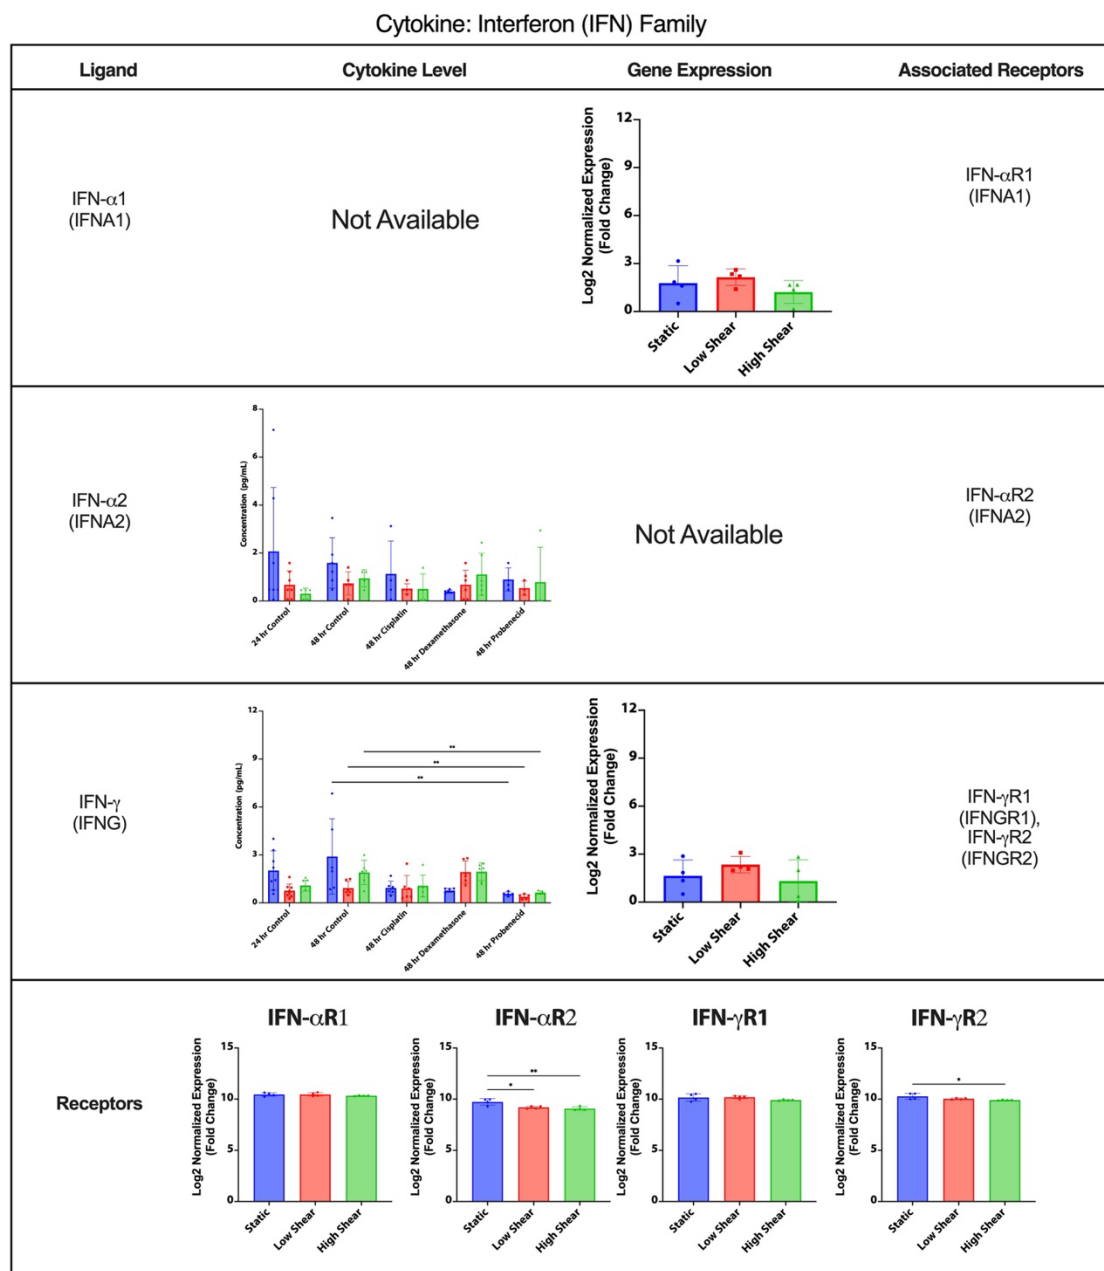 Cytokine: Interferon (IFN) Family
Ligand
Cytokine Level
Gene Expression
Associated Receptors
IFN-α1
(IFNA1)
Not Available
Log2 Normalized Expression
(Fold Change)
12
9
6
3
0
Static
Low Shear
High Shear
IFN-αR1
(IFNA1)
IFN-α2
(IFNA2)
Concentration (pg/mL)
8
6
4
2
0
24 hr Control
48 hr Control
48 hr Cisplatin
48 hr Dexamethasone
48 hr Probenecid
Not Available
IFN-αR2
(IFNA2)
IFN-γ
(IFNG)
Concentration (pg/mL)
12
9
6
3
0
**
**
**
24 hr Control
48 hr Control
48 hr Cisplatin
48 hr Dexamethasone
48 hr Probenecid
Log2 Normalized Expression
(Fold Change)
12
9
6
3
0
Static
Low Shear
High Shear
IFN-γR1
(IFNGR1),
IFN-γR2
(IFNGR2)
Receptors
IFN-αR1
Log2 Normalized Expression
(Fold Change)
15
10
5
0
Static
Low Shear
High Shear
IFN-αR2
Log2 Normalized Expression
(Fold Change)
15
10
5
0
**
*
Static
Low Shear
High Shear
IFN-γR1
Log2 Normalized Expression
(Fold Change)
15
10
5
0
Static
Low Shear
High Shear
IFN-γR2
Log2 Normalized Expression
(Fold Change)
15
10
5
0
*
Static
Low Shear
High Shear